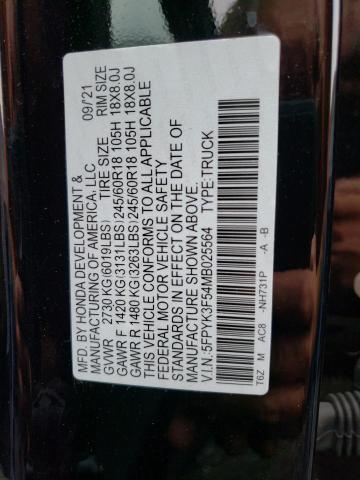 MFD. BY HONDA DEVELOPMENT & 09/'21
MANUFACTURING OF AMERICA, LLC
GVWR 2730 KG(6019LBS) TIRE SIZE RIM SIZE
GAWR F 1420 KG(3131LBS)245/60R18 105H 18X8.0J
GAWR R 1480 KG(3263LBS)245/60R18 105H 18X8.0J
THIS VEHICLE CONFORMS TO ALL APPLICABLE
FEDERAL MOTOR VEHICLE SAFETY
STANDARDS IN EFFECT ON THE DATE OF
MANUFACTURE SHOWN ABOVE.
V.I.N: 5FPYK3F54MB025564 TYPE:TRUCK
T6Z M AC8 -NH731P -A -B